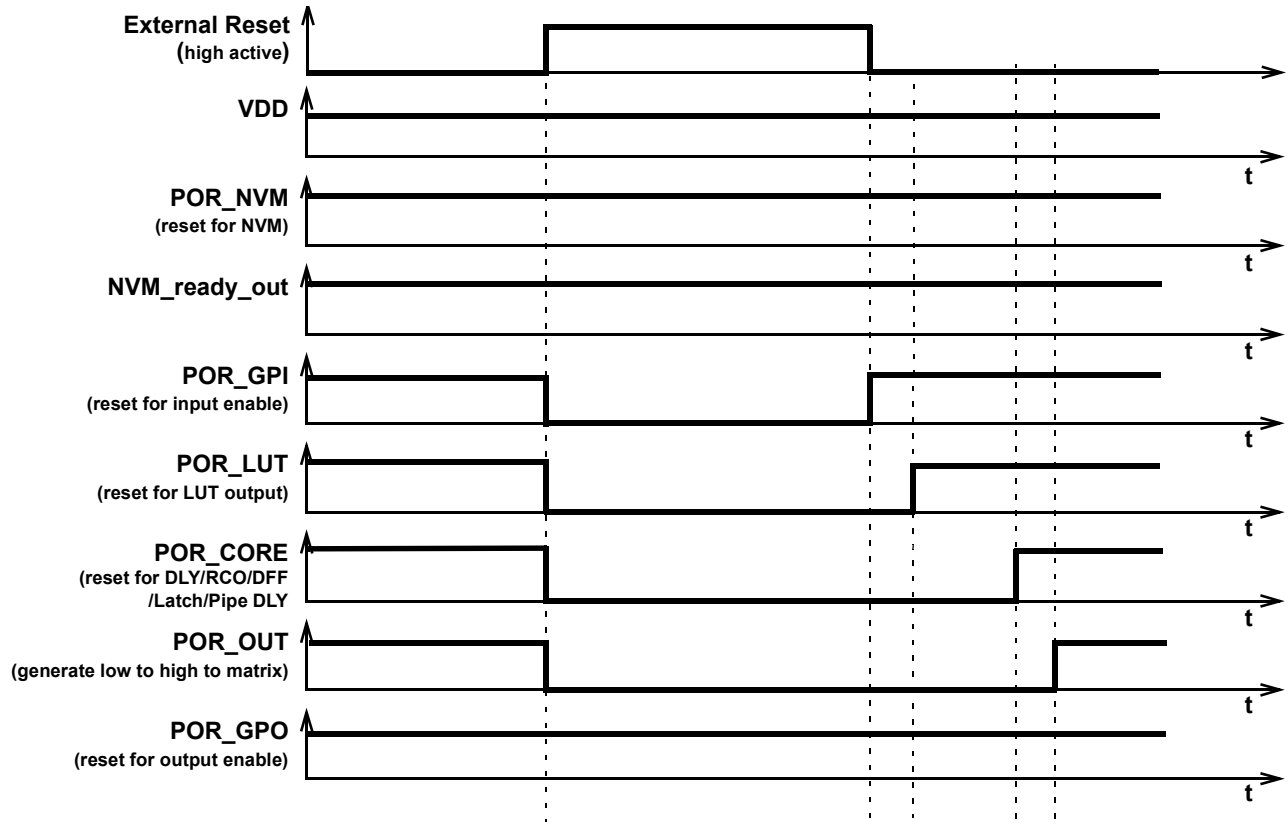 External Reset
(high active)
VDD
t
POR_NVM
(reset for NVM)
t
NVM_ready_out
t
POR_GPI
(reset for input enable)
t
POR_LUT
(reset for LUT output)
t
POR_CORE
(reset for DLY/RCO/DFF
/Latch/Pipe DLY
t
POR_OUT
(generate low to high to matrix)
t
POR_GPO
(reset for output enable)
t